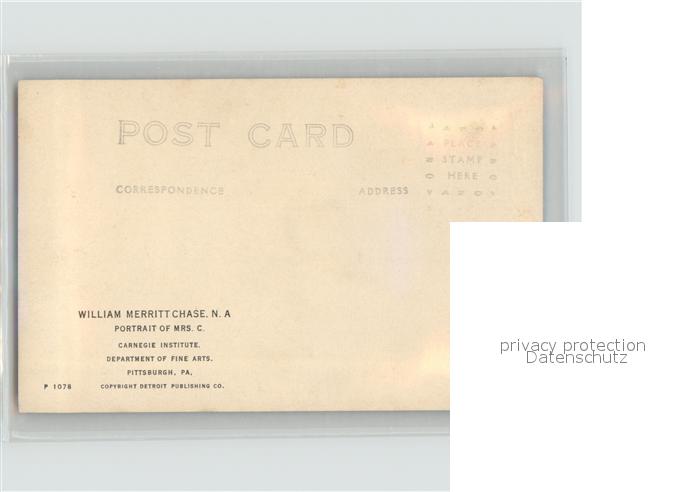 POST CARD
AZO
PLACE
STAMP
HERE
CORRESPONDENCE
ADDRESS
WILLIAM MERRITT CHASE. N. A
PORTRAIT OF MRS. C.
CARNEGIE INSTITUTE.
DEPARTMENT OF FINE ARTS.
PITTSBURGH, PA,
P 1078 COPYRIGHT DETROIT PUBLISHING CO.
privacy protection
Datenschutz